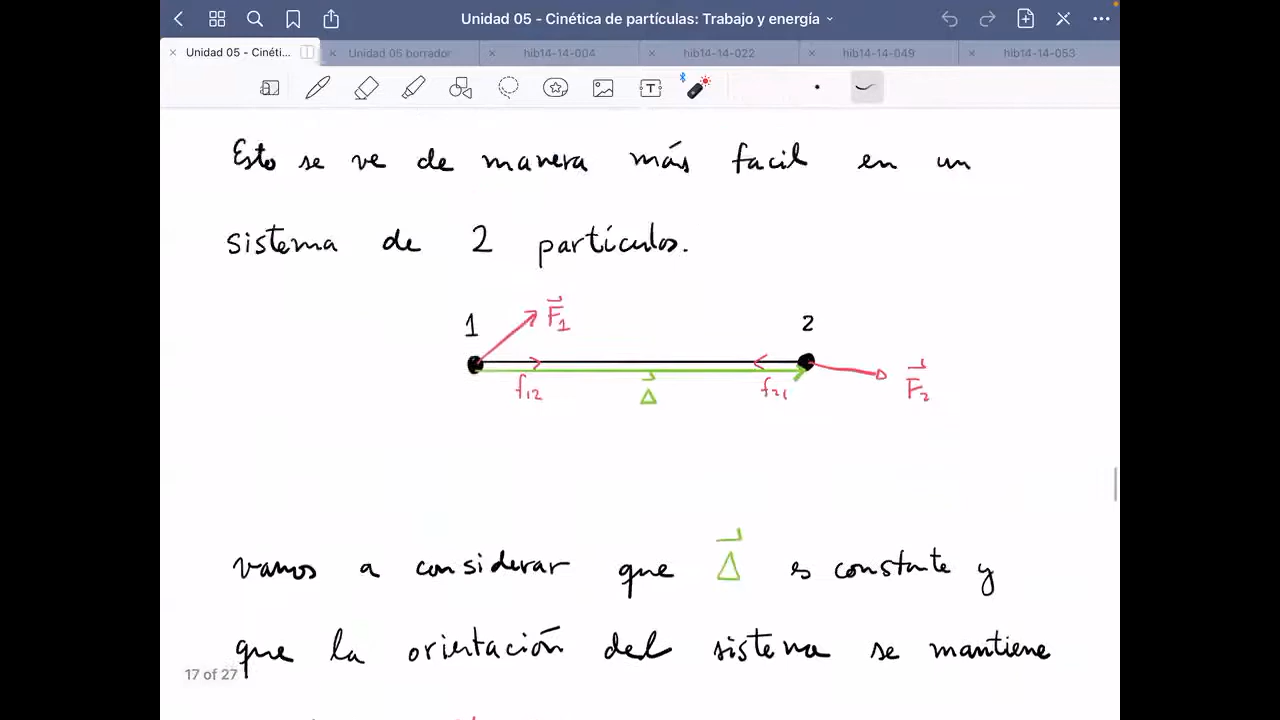 Unidad 05 - Cinética de partículas: Trabajo y energía
Unidad 05 - Cinéti...
Unidad 05 borrador
hib14-14-004
hib14-14-022
hib14-14-049
hib14-14-053
Esto se ve de manera más facil en un
sistema de 2 partículas.
1 F⃗₁ 2
f₁₂ Δ⃗ f₂₁ F⃗₂
vamos a considerar que Δ⃗ es constante y
que la orientación del sistema se mantiene
17 of 27